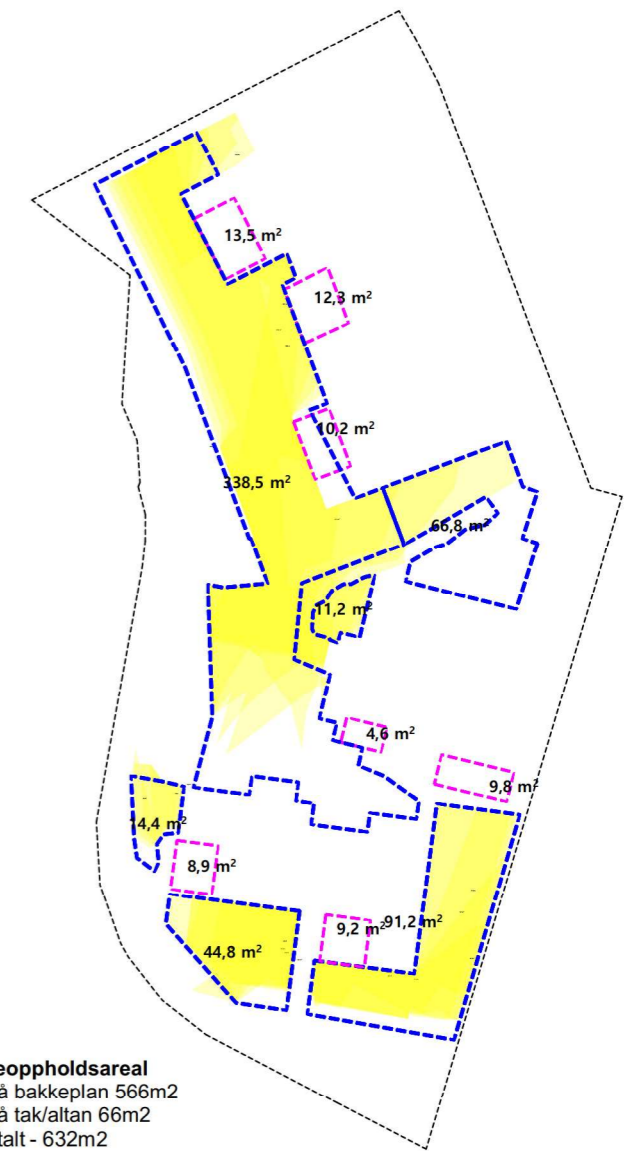 13,5 m²
12,3 m²
10,2 m²
338,5 m²
66,8 m²
11,2 m²
4,6 m²
9,8 m²
14,4 m²
8,9 m²
9,2 m²
91,2 m²
44,8 m²
eoppholdsareal
å bakkeplan 566m2
å tak/altan 66m2
talt - 632m2